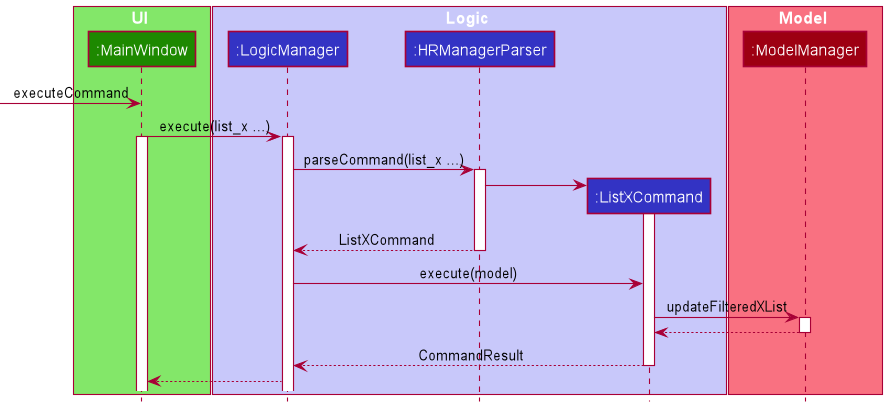 UI
Logic
Model
:MainWindow
:LogicManager
:HRManagerParser
:ModelManager
executeCommand
execute(list_x ...)
parseCommand(list_x ...)
:ListXCommand
ListXCommand
execute(model)
updateFilteredXList
CommandResult